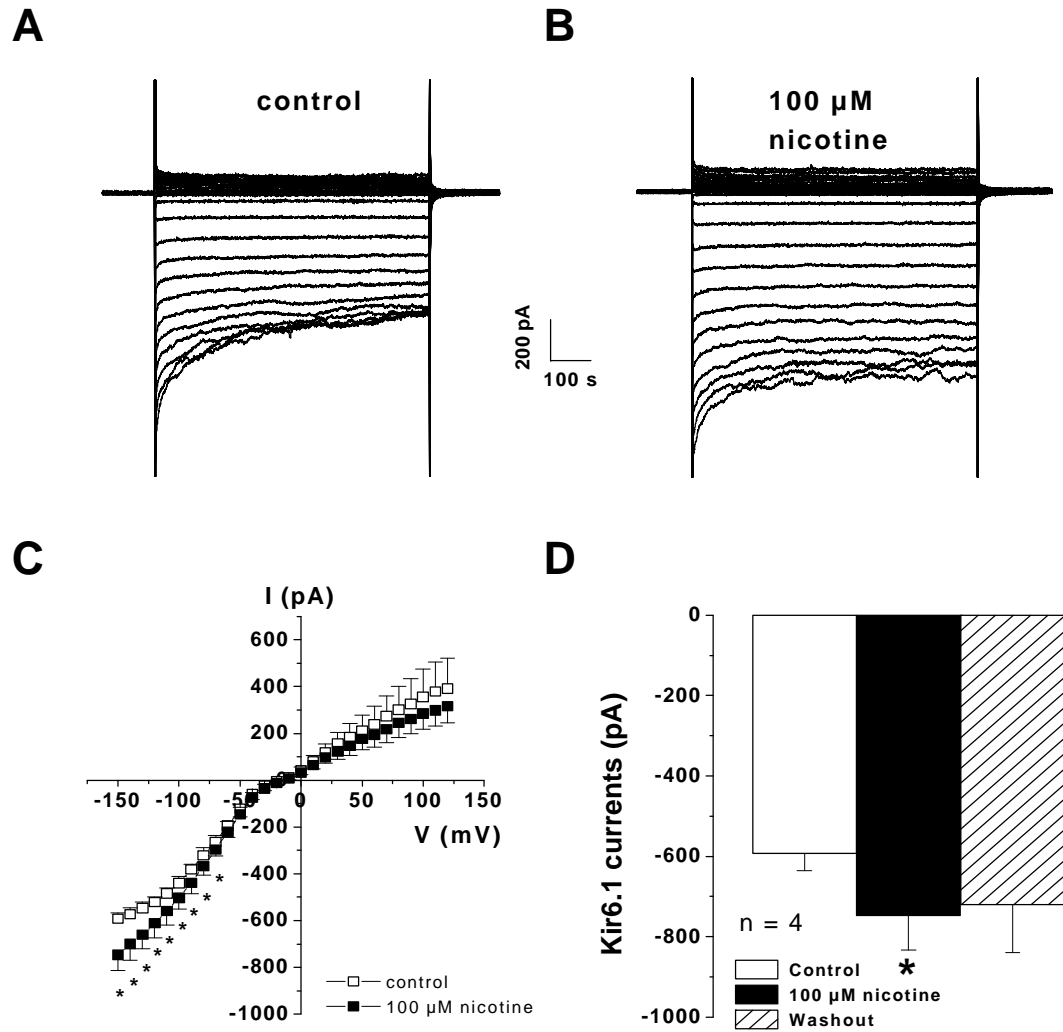 A
B
control
100 µM
nicotine
200 pA
100 s
C
D
I (pA)
600
400
200
-150 -100 -50 0 50 100 150
V (mV)
-200
-400
-600
-800
-1000
* * * * * * * * *
control
100 µM nicotine
Kir6.1 currents (pA)
0
-200
-400
-600
-800
-1000
n = 4
*
Control
100 µM nicotine
Washout